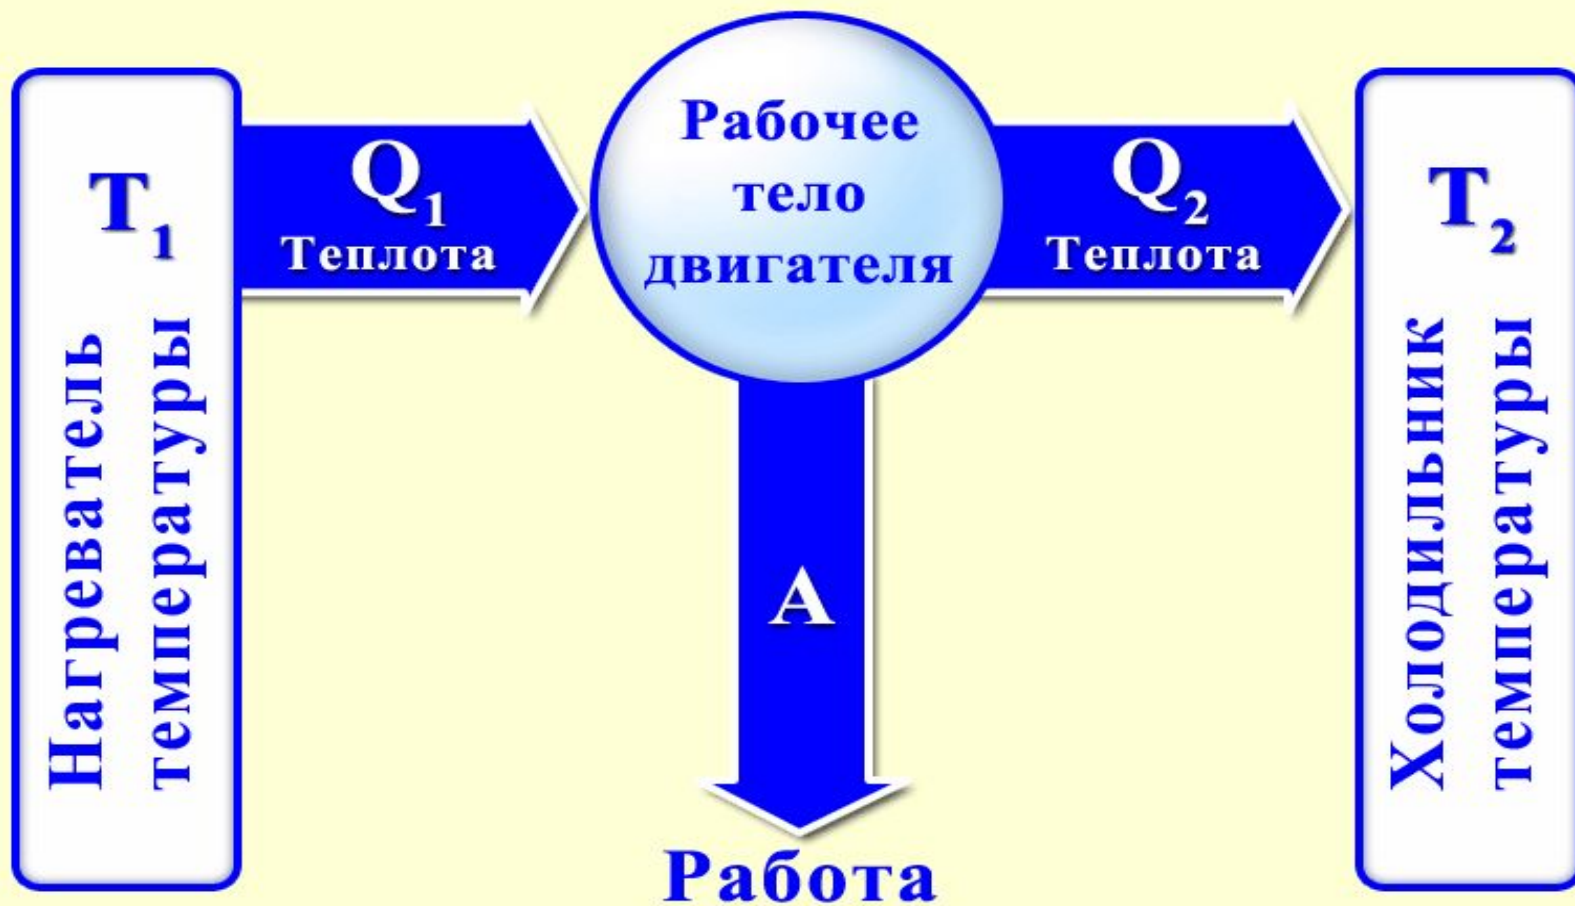 T₁
Нагреватель
температуры
Q₁
Теплота
Рабочее
тело
двигателя
Q₂
Теплота
T₂
Холодильник
температуры
A
Работа